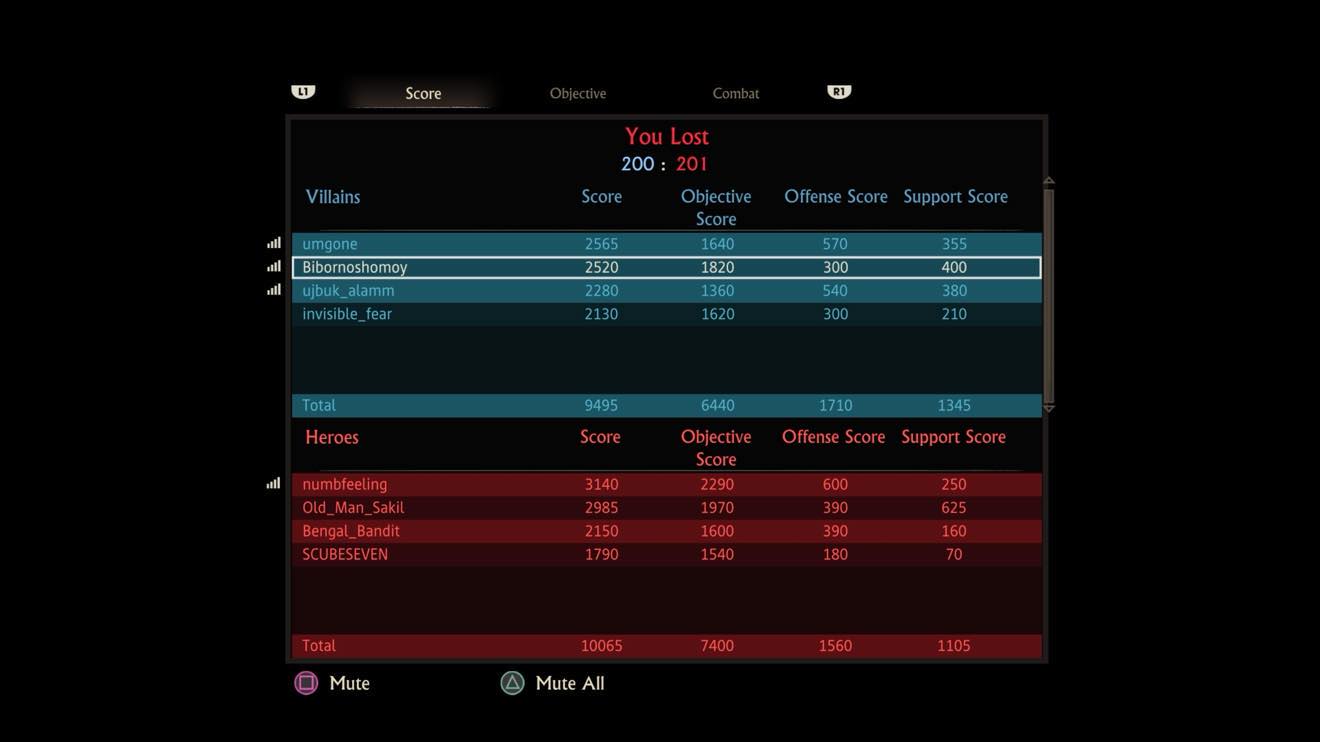 L1 Score Objective Combat R1
You Lost
200 : 201
Villains Score Objective Score Offense Score Support Score
umgone 2565 1640 570 355
Bibornoshomoy 2520 1820 300 400
ujbuk_alamm 2280 1360 540 380
invisible_fear 2130 1620 300 210
Total 9495 6440 1710 1345
Heroes Score Objective Score Offense Score Support Score
numbfeeling 3140 2290 600 250
Old_Man_Sakil 2985 1970 390 625
Bengal_Bandit 2150 1600 390 160
SCUBESEVEN 1790 1540 180 70
Total 10065 7400 1560 1105
Mute Mute All